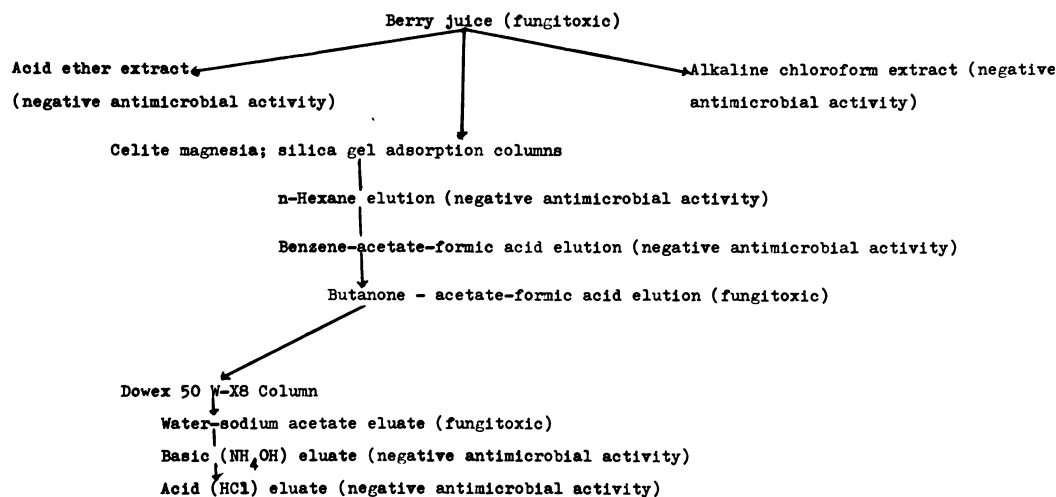 Berry juice (fungitoxic)
Acid ether extract
(negative antimicrobial activity)
Alkaline chloroform extract (negative
antimicrobial activity)
Celite magnesia; silica gel adsorption columns
n-Hexane elution (negative antimicrobial activity)
Benzene-acetate-formic acid elution (negative antimicrobial activity)
Butanone - acetate-formic acid elution (fungitoxic)
Dowex 50 W-X8 Column
Water-sodium acetate eluate (fungitoxic)
Basic (NH4OH) eluate (negative antimicrobial activity)
Acid (HCl) eluate (negative antimicrobial activity)